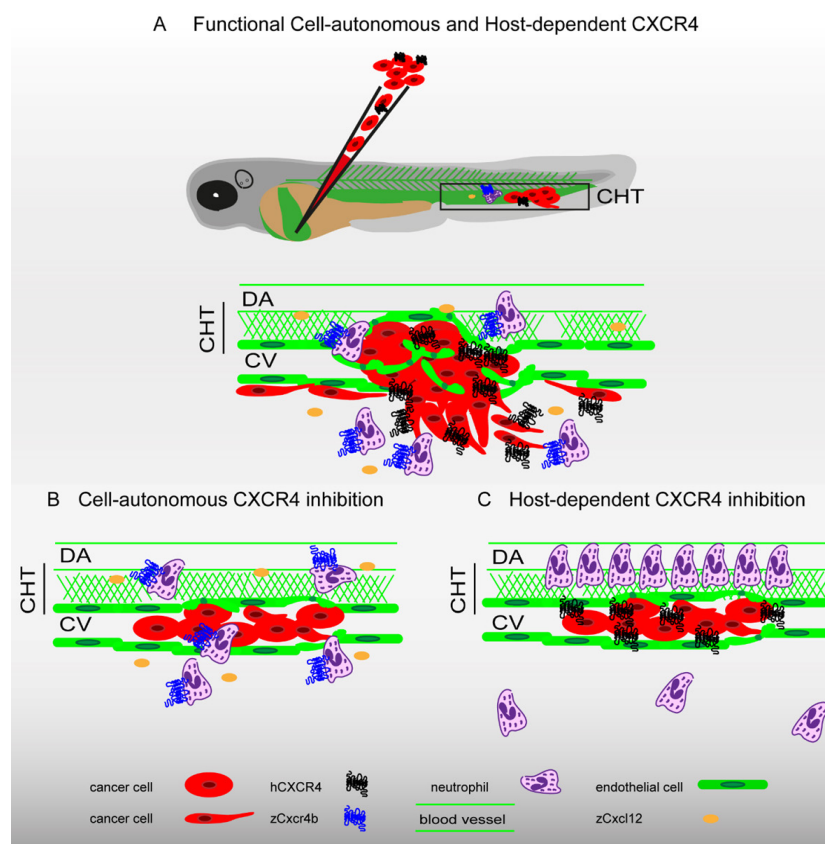 A Functional Cell-autonomous and Host-dependent CXCR4
CHT
DA
CHT
CV
B Cell-autonomous CXCR4 inhibition
C Host-dependent CXCR4 inhibition
DA
CHT
CV
DA
CHT
CV
cancer cell hCXCR4 neutrophil endothelial cell
cancer cell zCxcr4b blood vessel zCxcl12